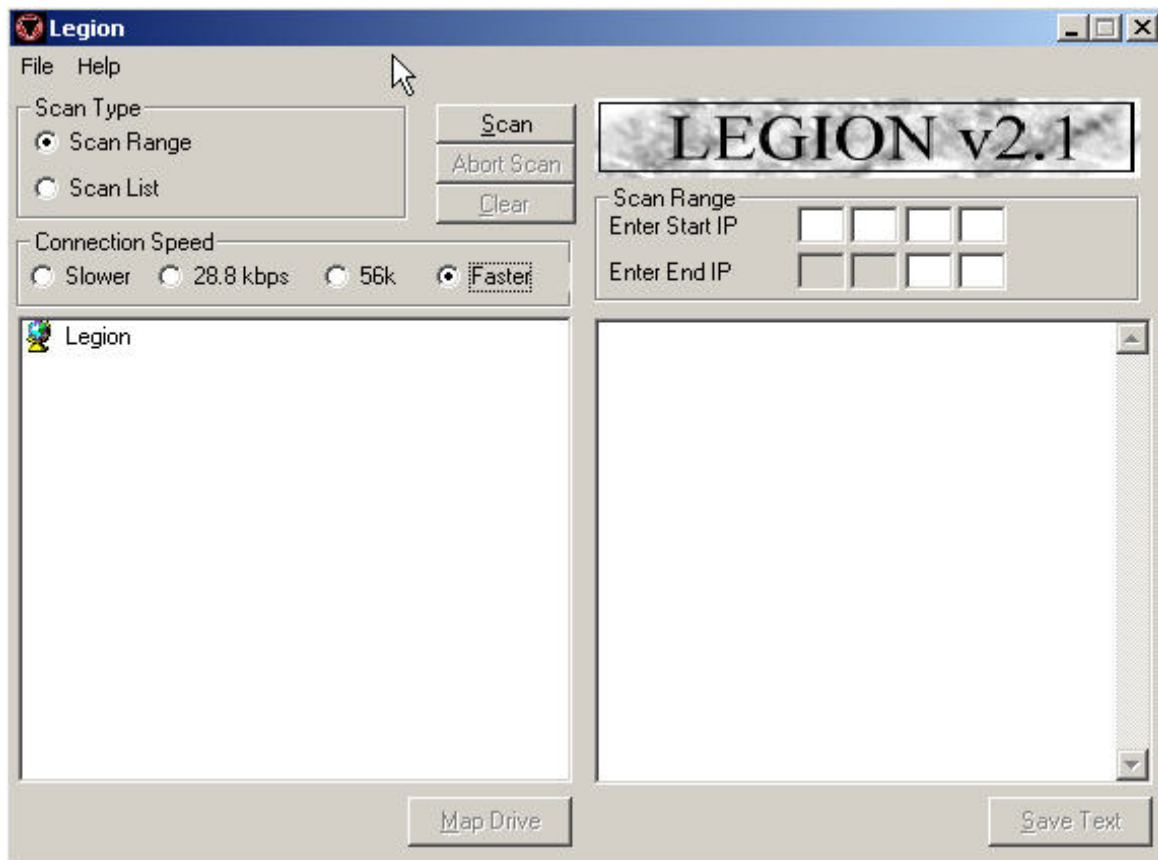 Legion
File Help
Scan Type
Scan Range
Scan List
Scan
Abort Scan
Clear
LEGION v2.1
Scan Range
Enter Start IP
Enter End IP
Connection Speed
Slower 28.8 kbps 56k Faster
Legion
Map Drive
Save Text